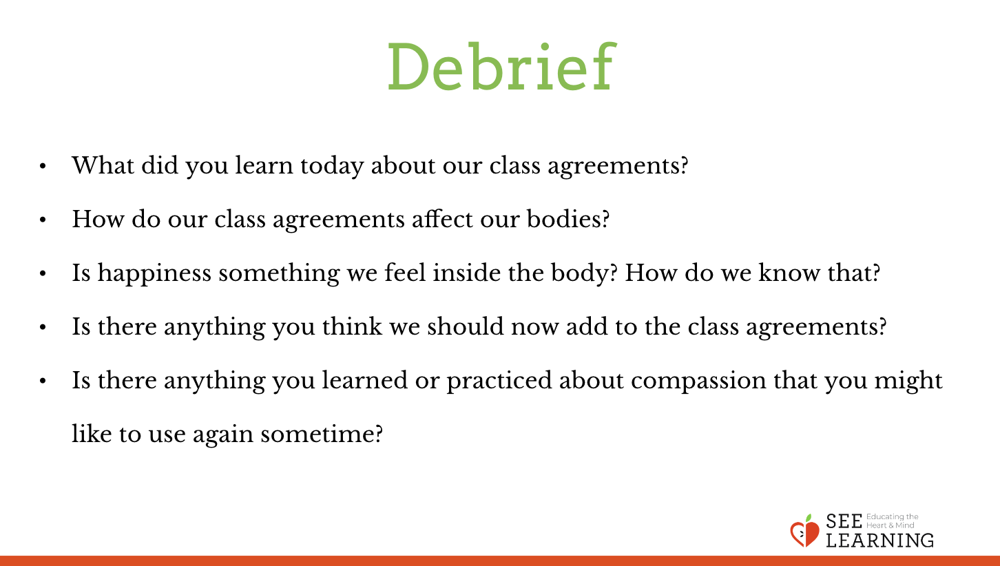 Debrief
• What did you learn today about our class agreements?
• How do our class agreements affect our bodies?
• Is happiness something we feel inside the body? How do we know that?
• Is there anything you think we should now add to the class agreements?
• Is there anything you learned or practiced about compassion that you might
like to use again sometime?
SEE Educating the
Heart & Mind
LEARNING